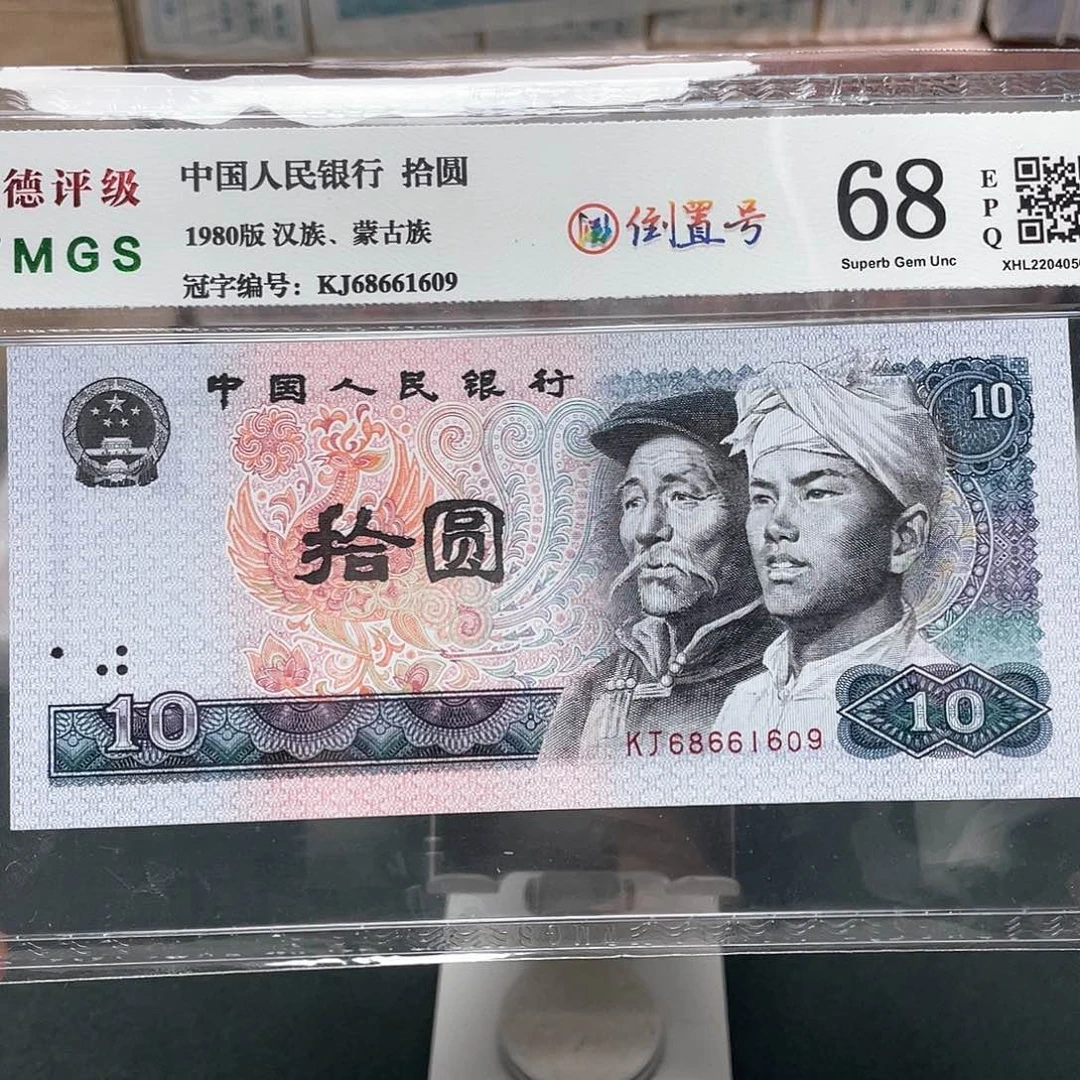 德评级
MGS
中国人民银行 拾圆
1980版 汉族、蒙古族
冠字编号：KJ68661609
倒置号
68
EPQ
Superb Gem Unc
XHL220405
中国人民银行
10
拾圆
10
10
KJ68661609